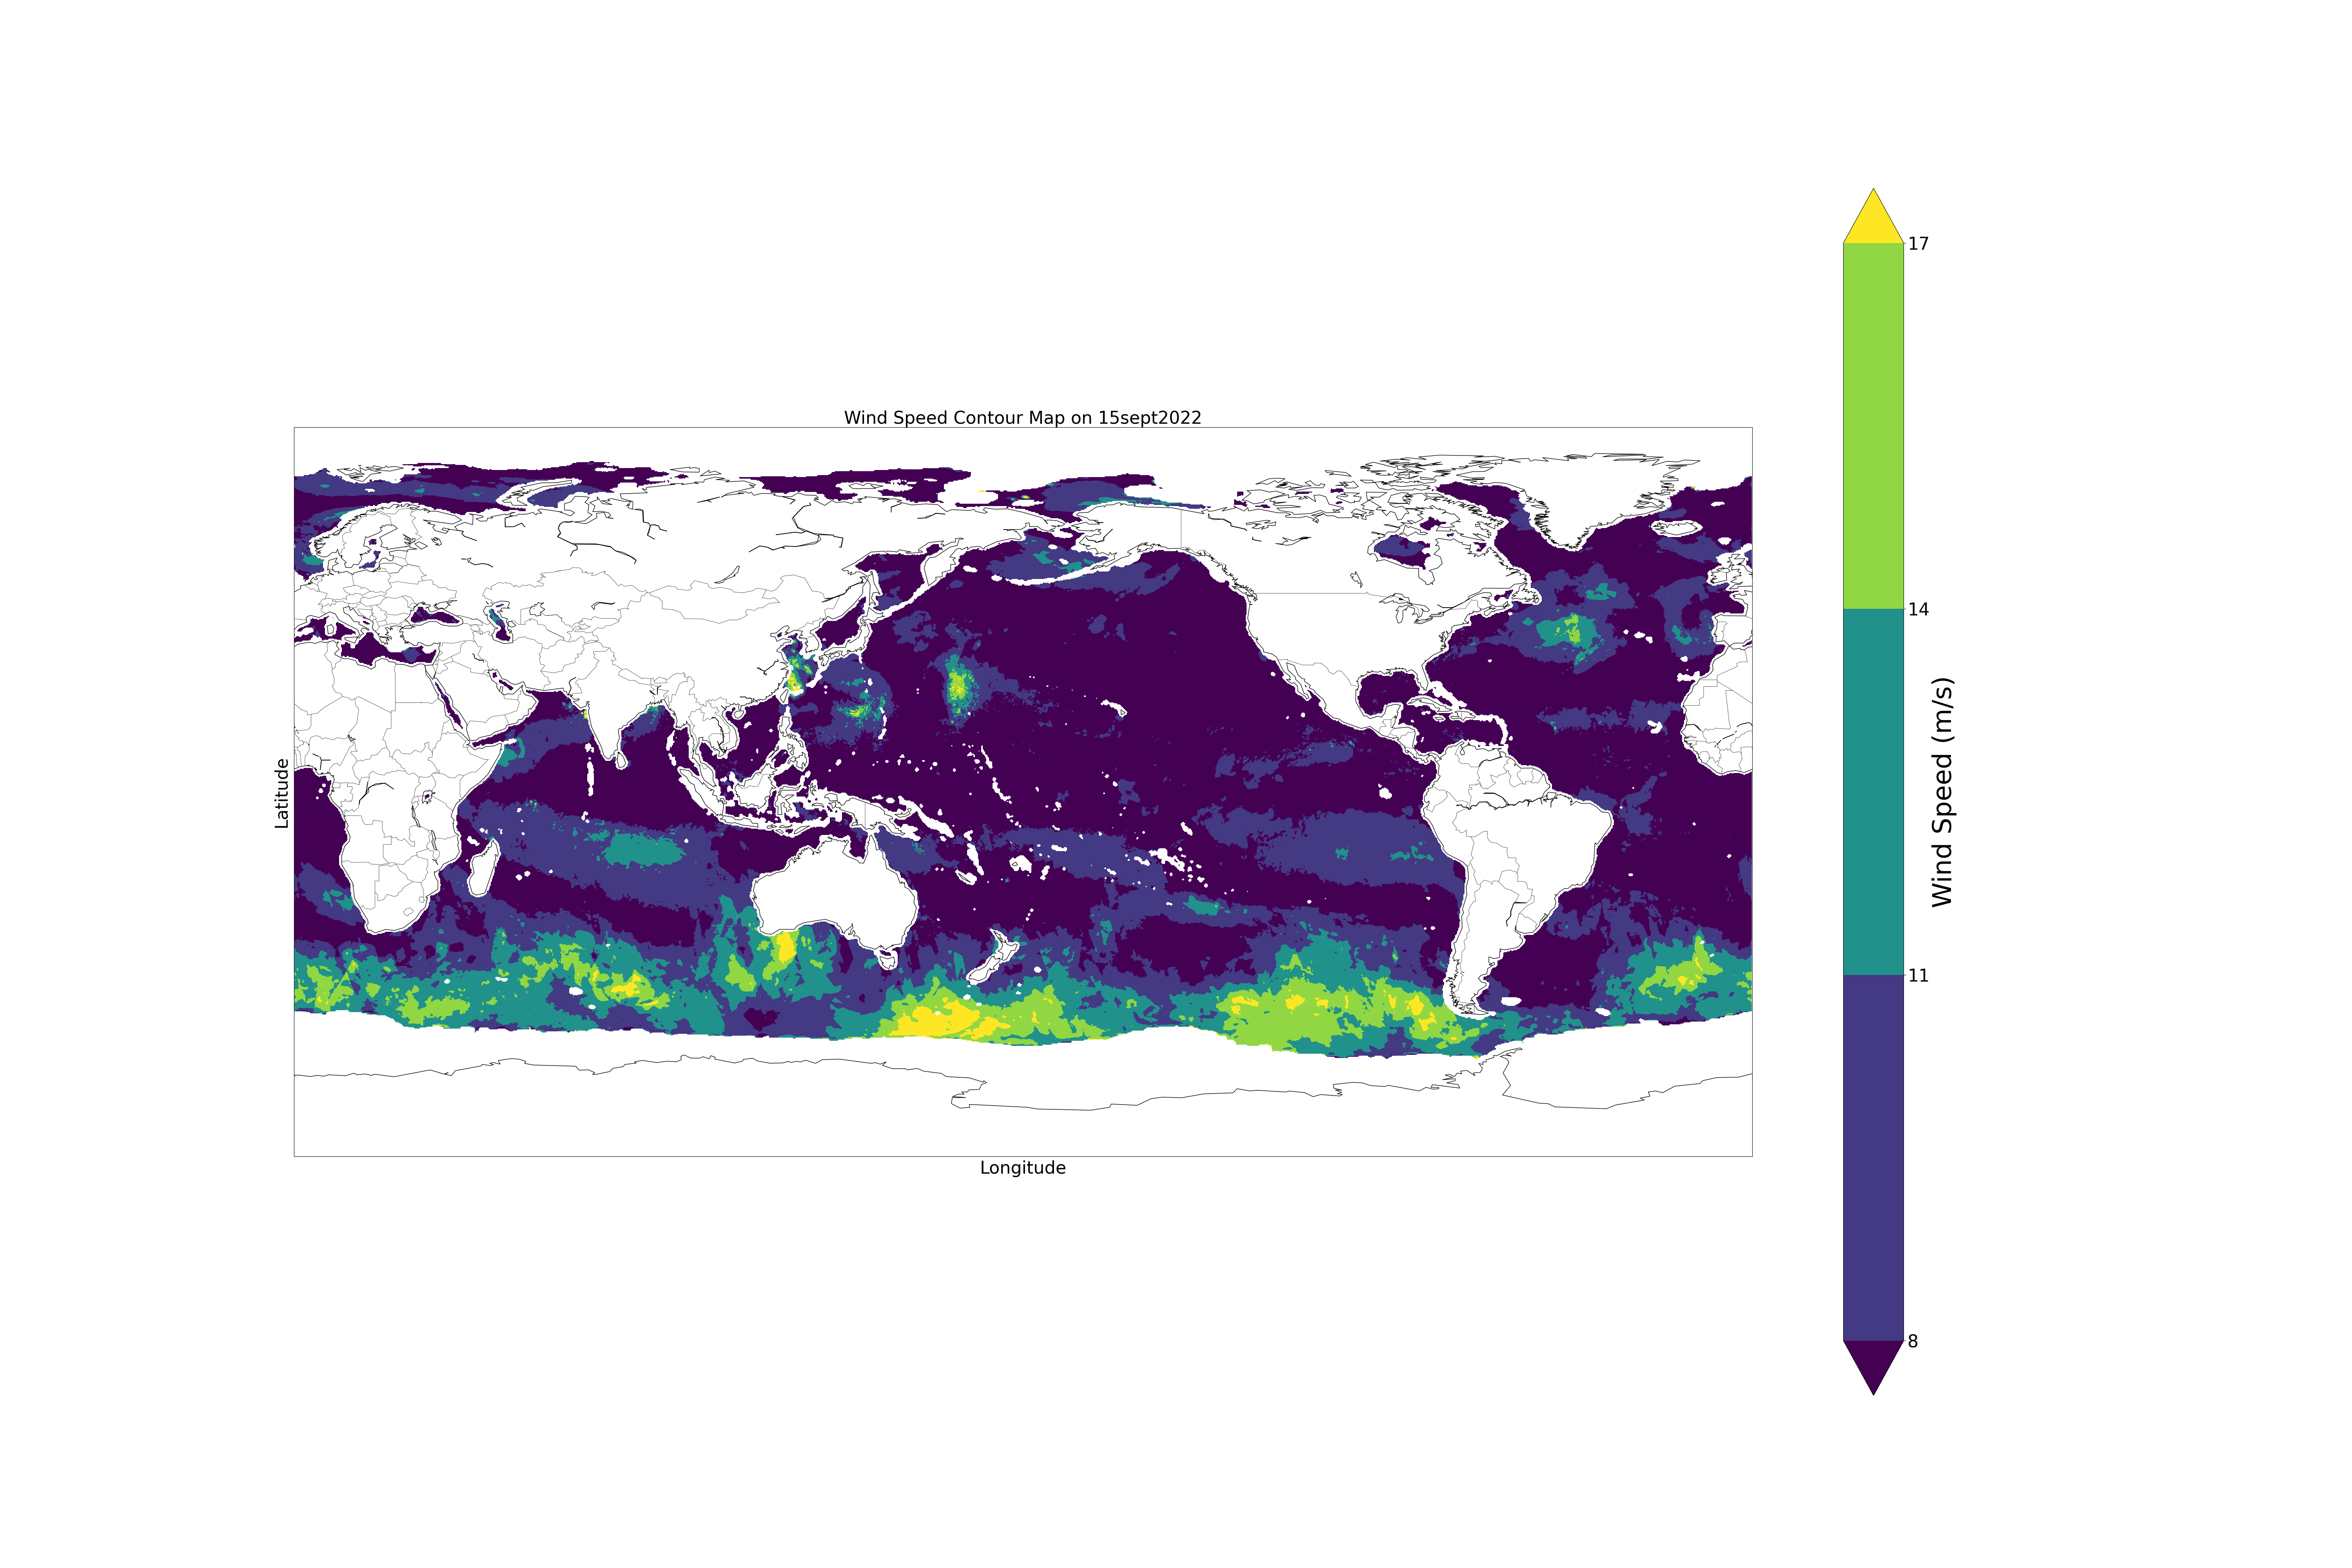 Wind Speed Contour Map on 15sept2022
Latitude
Longitude
17
14
11
8
Wind Speed (m/s)